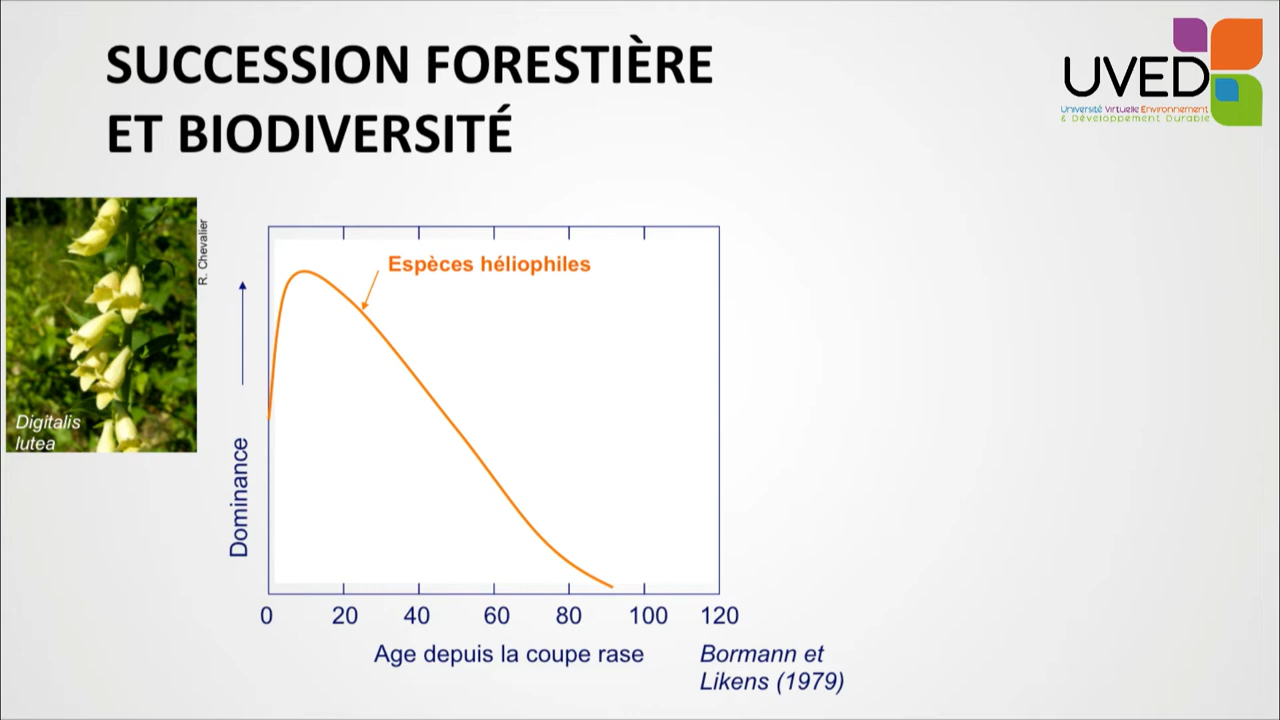 SUCCESSION FORESTIÈRE
ET BIODIVERSITÉ
UVED
Université Virtuelle Environnement
& Développement Durable
R. Chevalier
Digitalis
lutea
Espèces héliophiles
Dominance
0 20 40 60 80 100 120
Age depuis la coupe rase
Bormann et
Likens (1979)